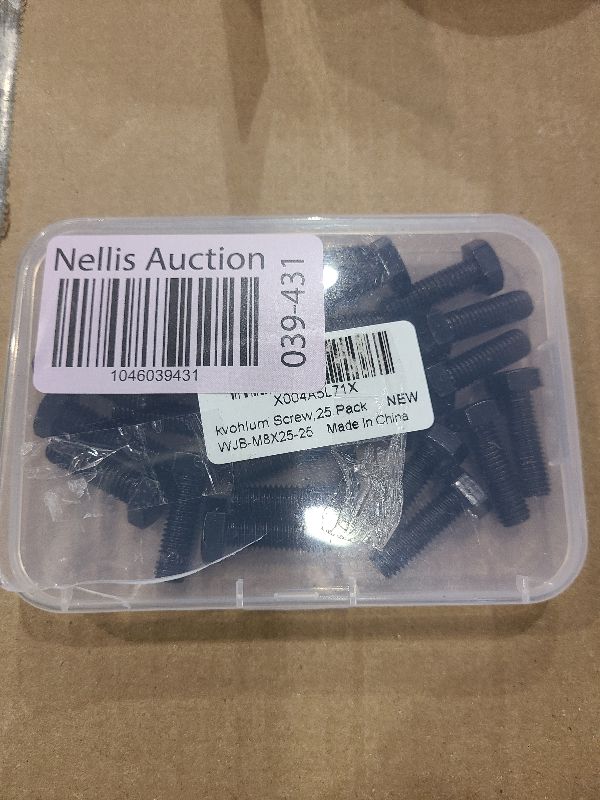 Nellis Auction
039-431
1046039431
X004A5L71X
kvohlum Screw,25 Pack NEW
WJB-M8X25-25 Made In China